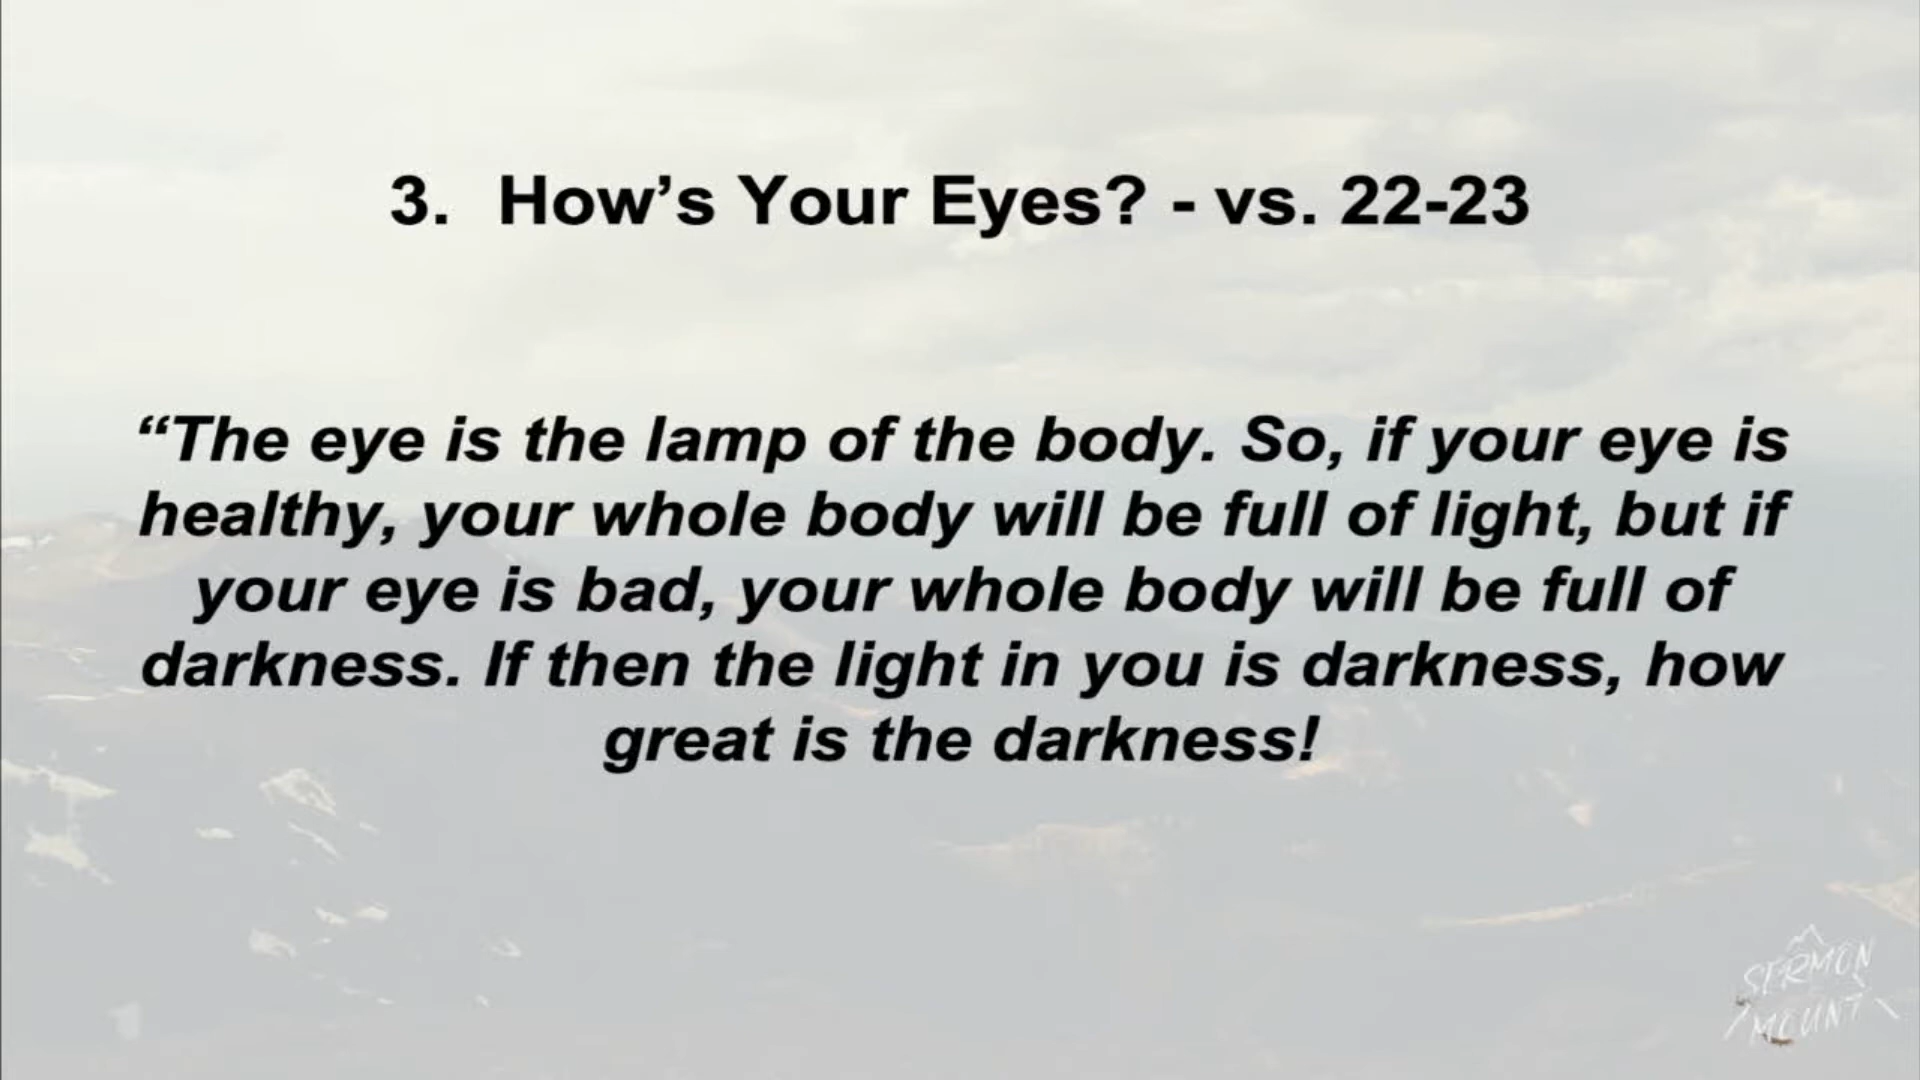 3. How’s Your Eyes? - vs. 22-23
“The eye is the lamp of the body. So, if your eye is
healthy, your whole body will be full of light, but if
your eye is bad, your whole body will be full of
darkness. If then the light in you is darkness, how
great is the darkness!
SERMON
MOUNT